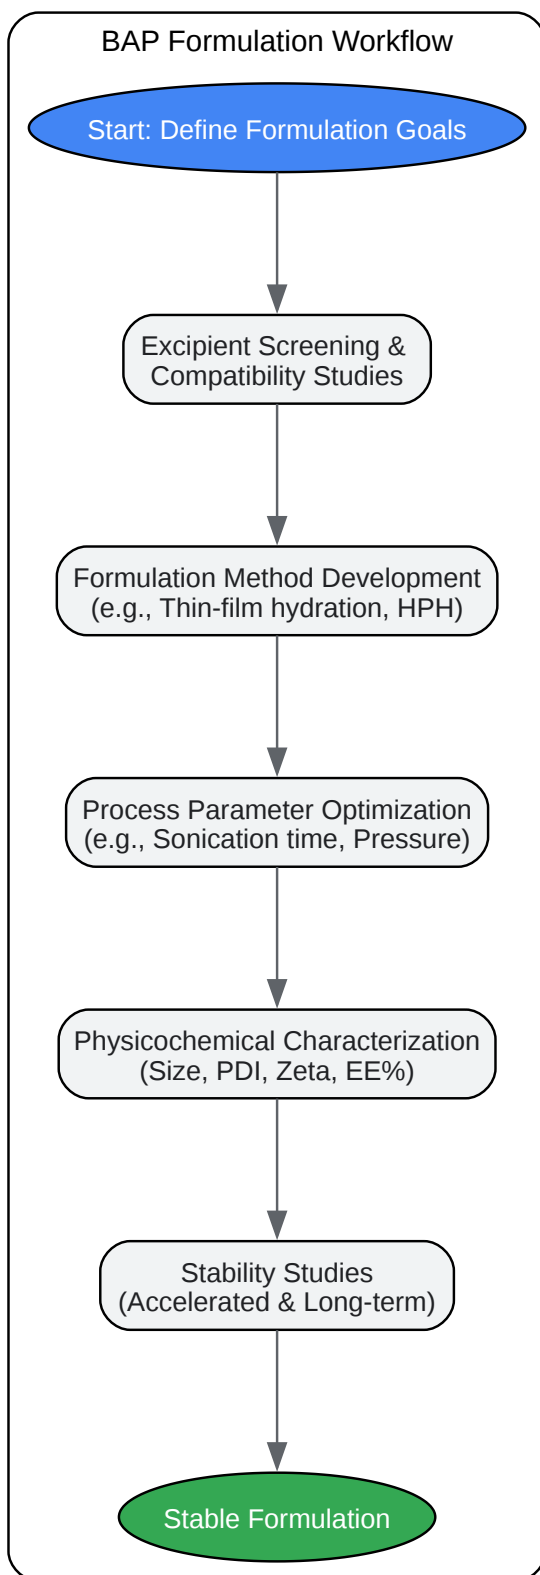 BAP Formulation Workflow
Start: Define Formulation Goals
Excipient Screening &
Compatibility Studies
Formulation Method Development
(e.g., Thin-film hydration, HPH)
Process Parameter Optimization
(e.g., Sonication time, Pressure)
Physicochemical Characterization
(Size, PDI, Zeta, EE%)
Stability Studies
(Accelerated & Long-term)
Stable Formulation